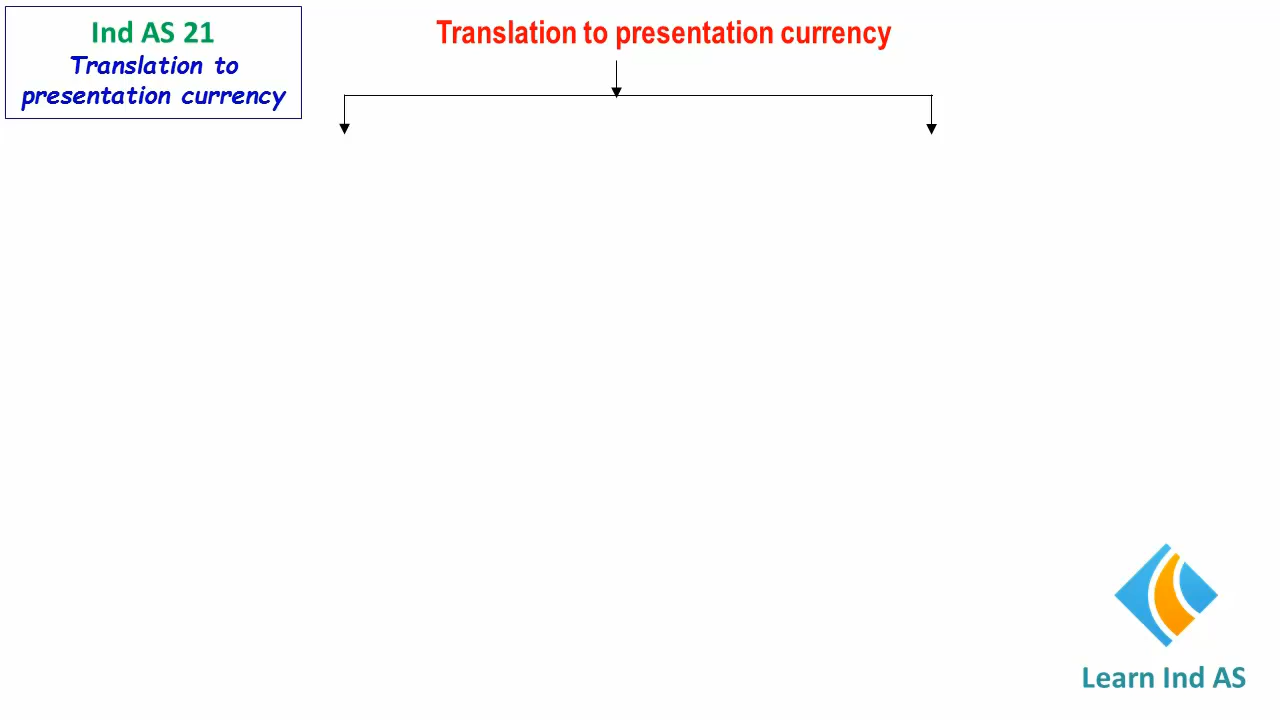 Ind AS 21
Translation to
presentation currency
Translation to presentation currency
Learn Ind AS